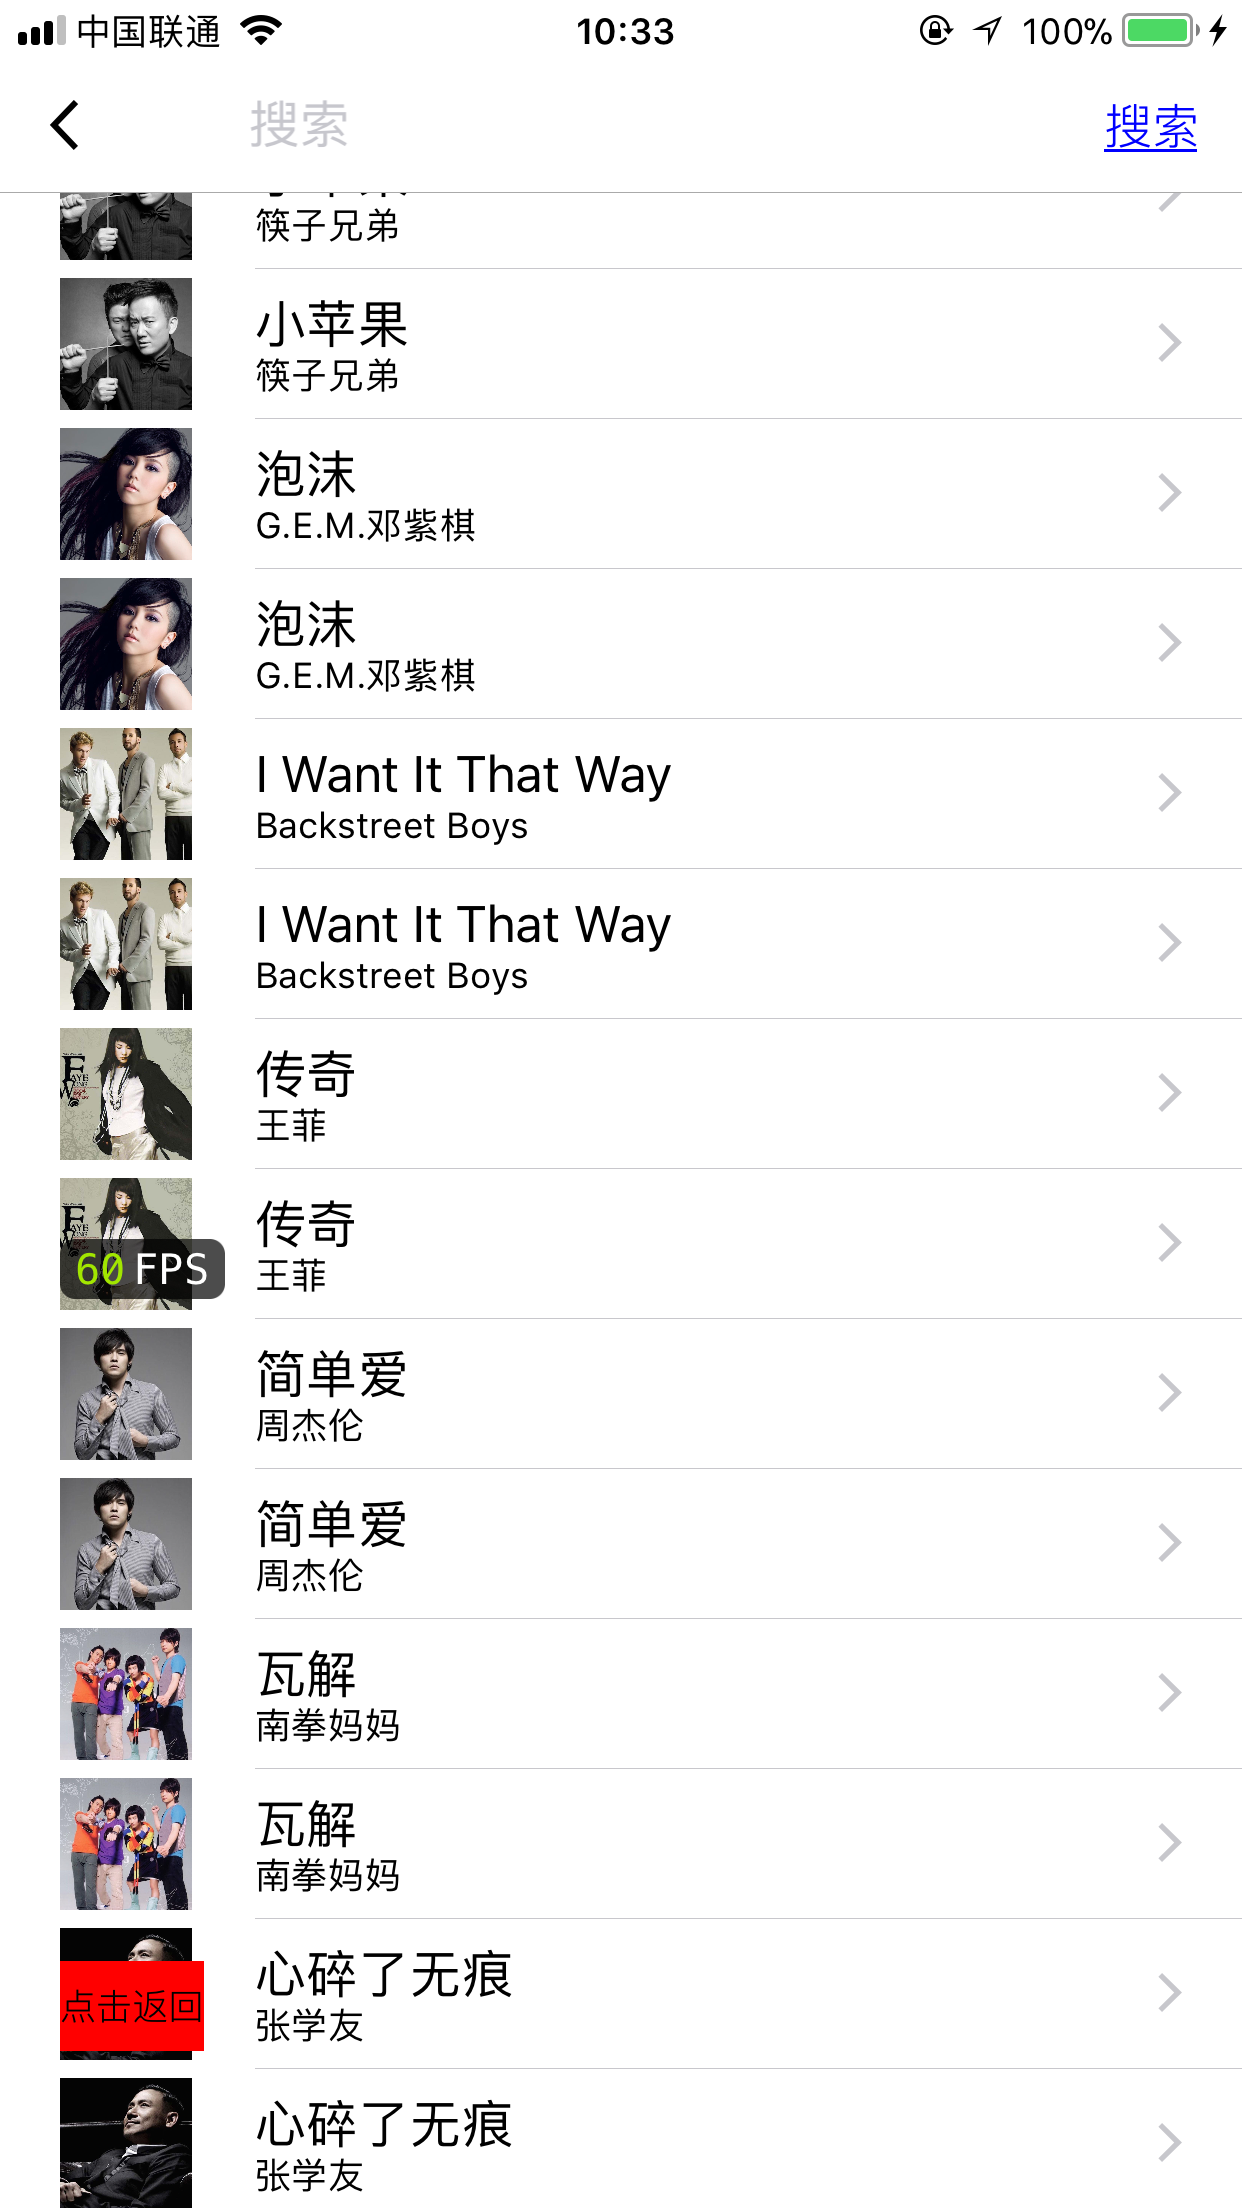 中国联通 10:33 100%
搜索 搜索
筷子兄弟
小苹果
筷子兄弟
泡沫
G.E.M.邓紫棋
泡沫
G.E.M.邓紫棋
I Want It That Way
Backstreet Boys
I Want It That Way
Backstreet Boys
传奇
王菲
传奇
60 FPS
王菲
简单爱
周杰伦
简单爱
周杰伦
瓦解
南拳妈妈
瓦解
南拳妈妈
心碎了无痕
点击返回
张学友
心碎了无痕
张学友